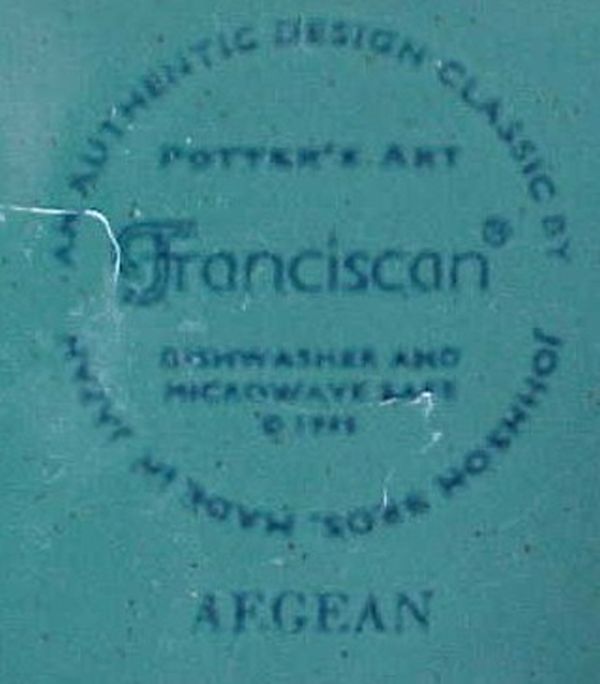 AN AUTHENTIC DESIGN CLASSIC BY
JOHNSON BROS. MADE IN JAPAN
POTTER'S ART
Franciscan®
DISHWASHER AND
MICROWAVE SAFE
©
AEGEAN